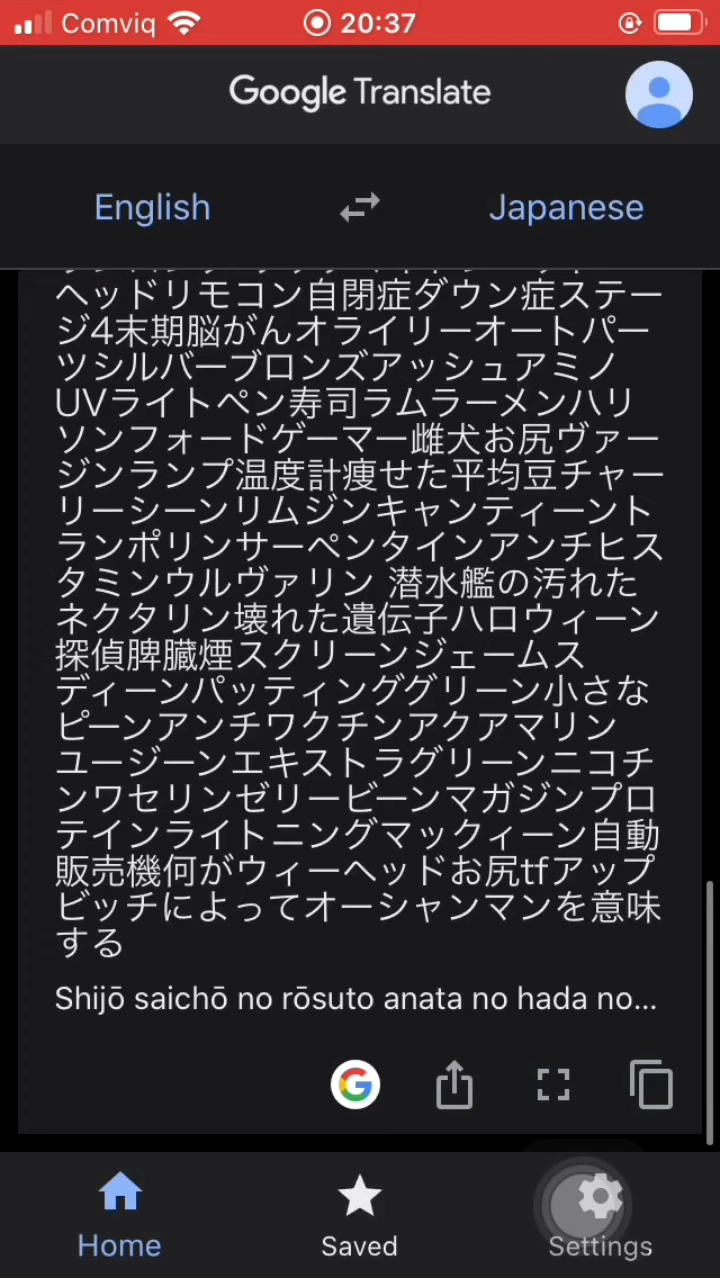 Comviq
20:37
Google Translate
English
Japanese
ヘッドリモコン自閉症ダウン症ステー
ジ4末期脳がんオライリーオートパー
ツシルバーブロンズアッシュアミノ
UVライトペン寿司ラムラーメンハリ
ソンフォードゲーマー雌犬お尻ヴァー
ジンランプ温度計痩せた平均豆チャー
リーシーンリムジンキャンティーント
ランポリンサーペンタインアンチヒス
タミンウルヴァリン 潜水艦の汚れた
ネクタリン壊れた遺伝子ハロウィーン
探偵脾臓煙スクリーンジェームス
ディーンパッティンググリーン小さな
ピーンアンチワクチンアクアマリン
ユージーンエキストラグリーンニコチ
ンワセリンゼリービーンマガジンプロ
テインライトニングマックィーン自動
販売機何がウィーヘッドお尻tfアップ
ビッチによってオーシャンマンを意味
する
Shijō saichō no rōsuto anata no hada no...
Home
Saved
Settings